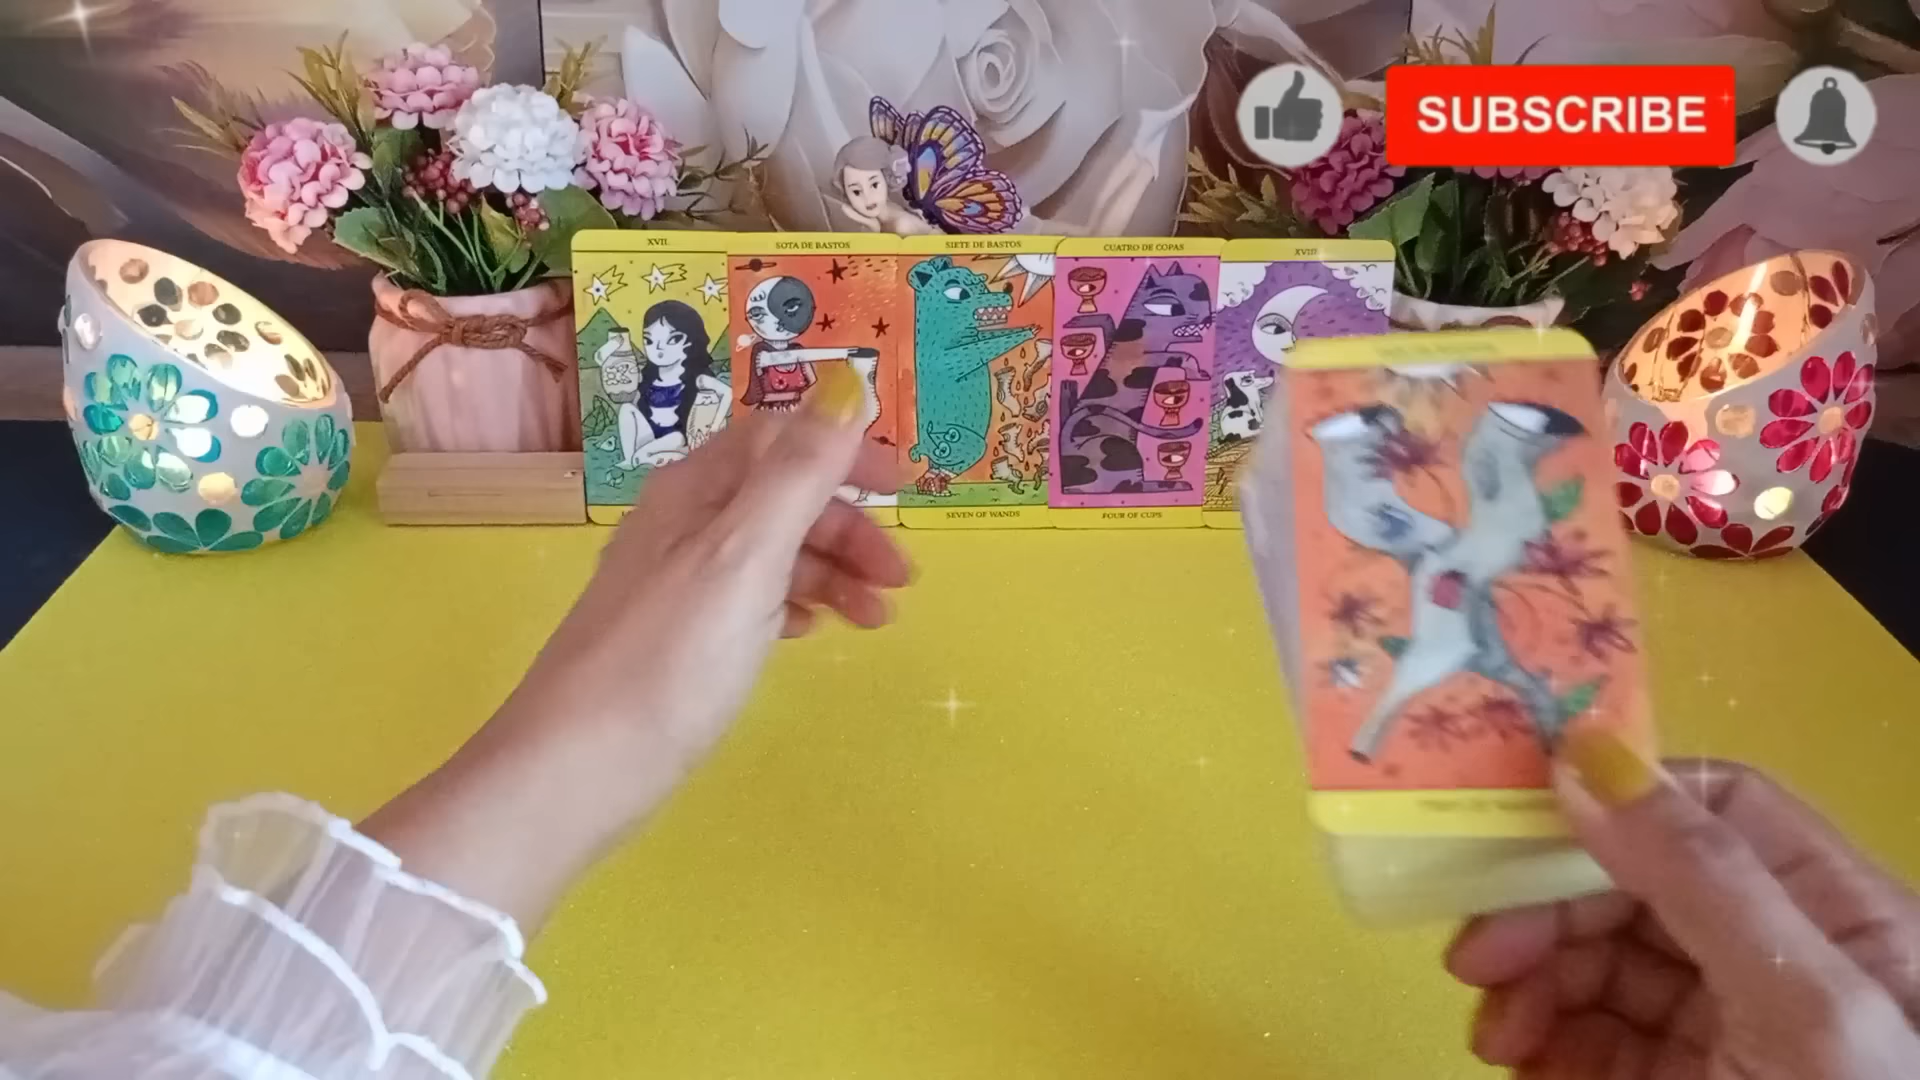 SUBSCRIBE
XVII.
SOTA DE BASTOS
SIETE DE BASTOS
CUATRO DE COPAS
XVIII.
SEVEN OF WANDS
FOUR OF CUPS